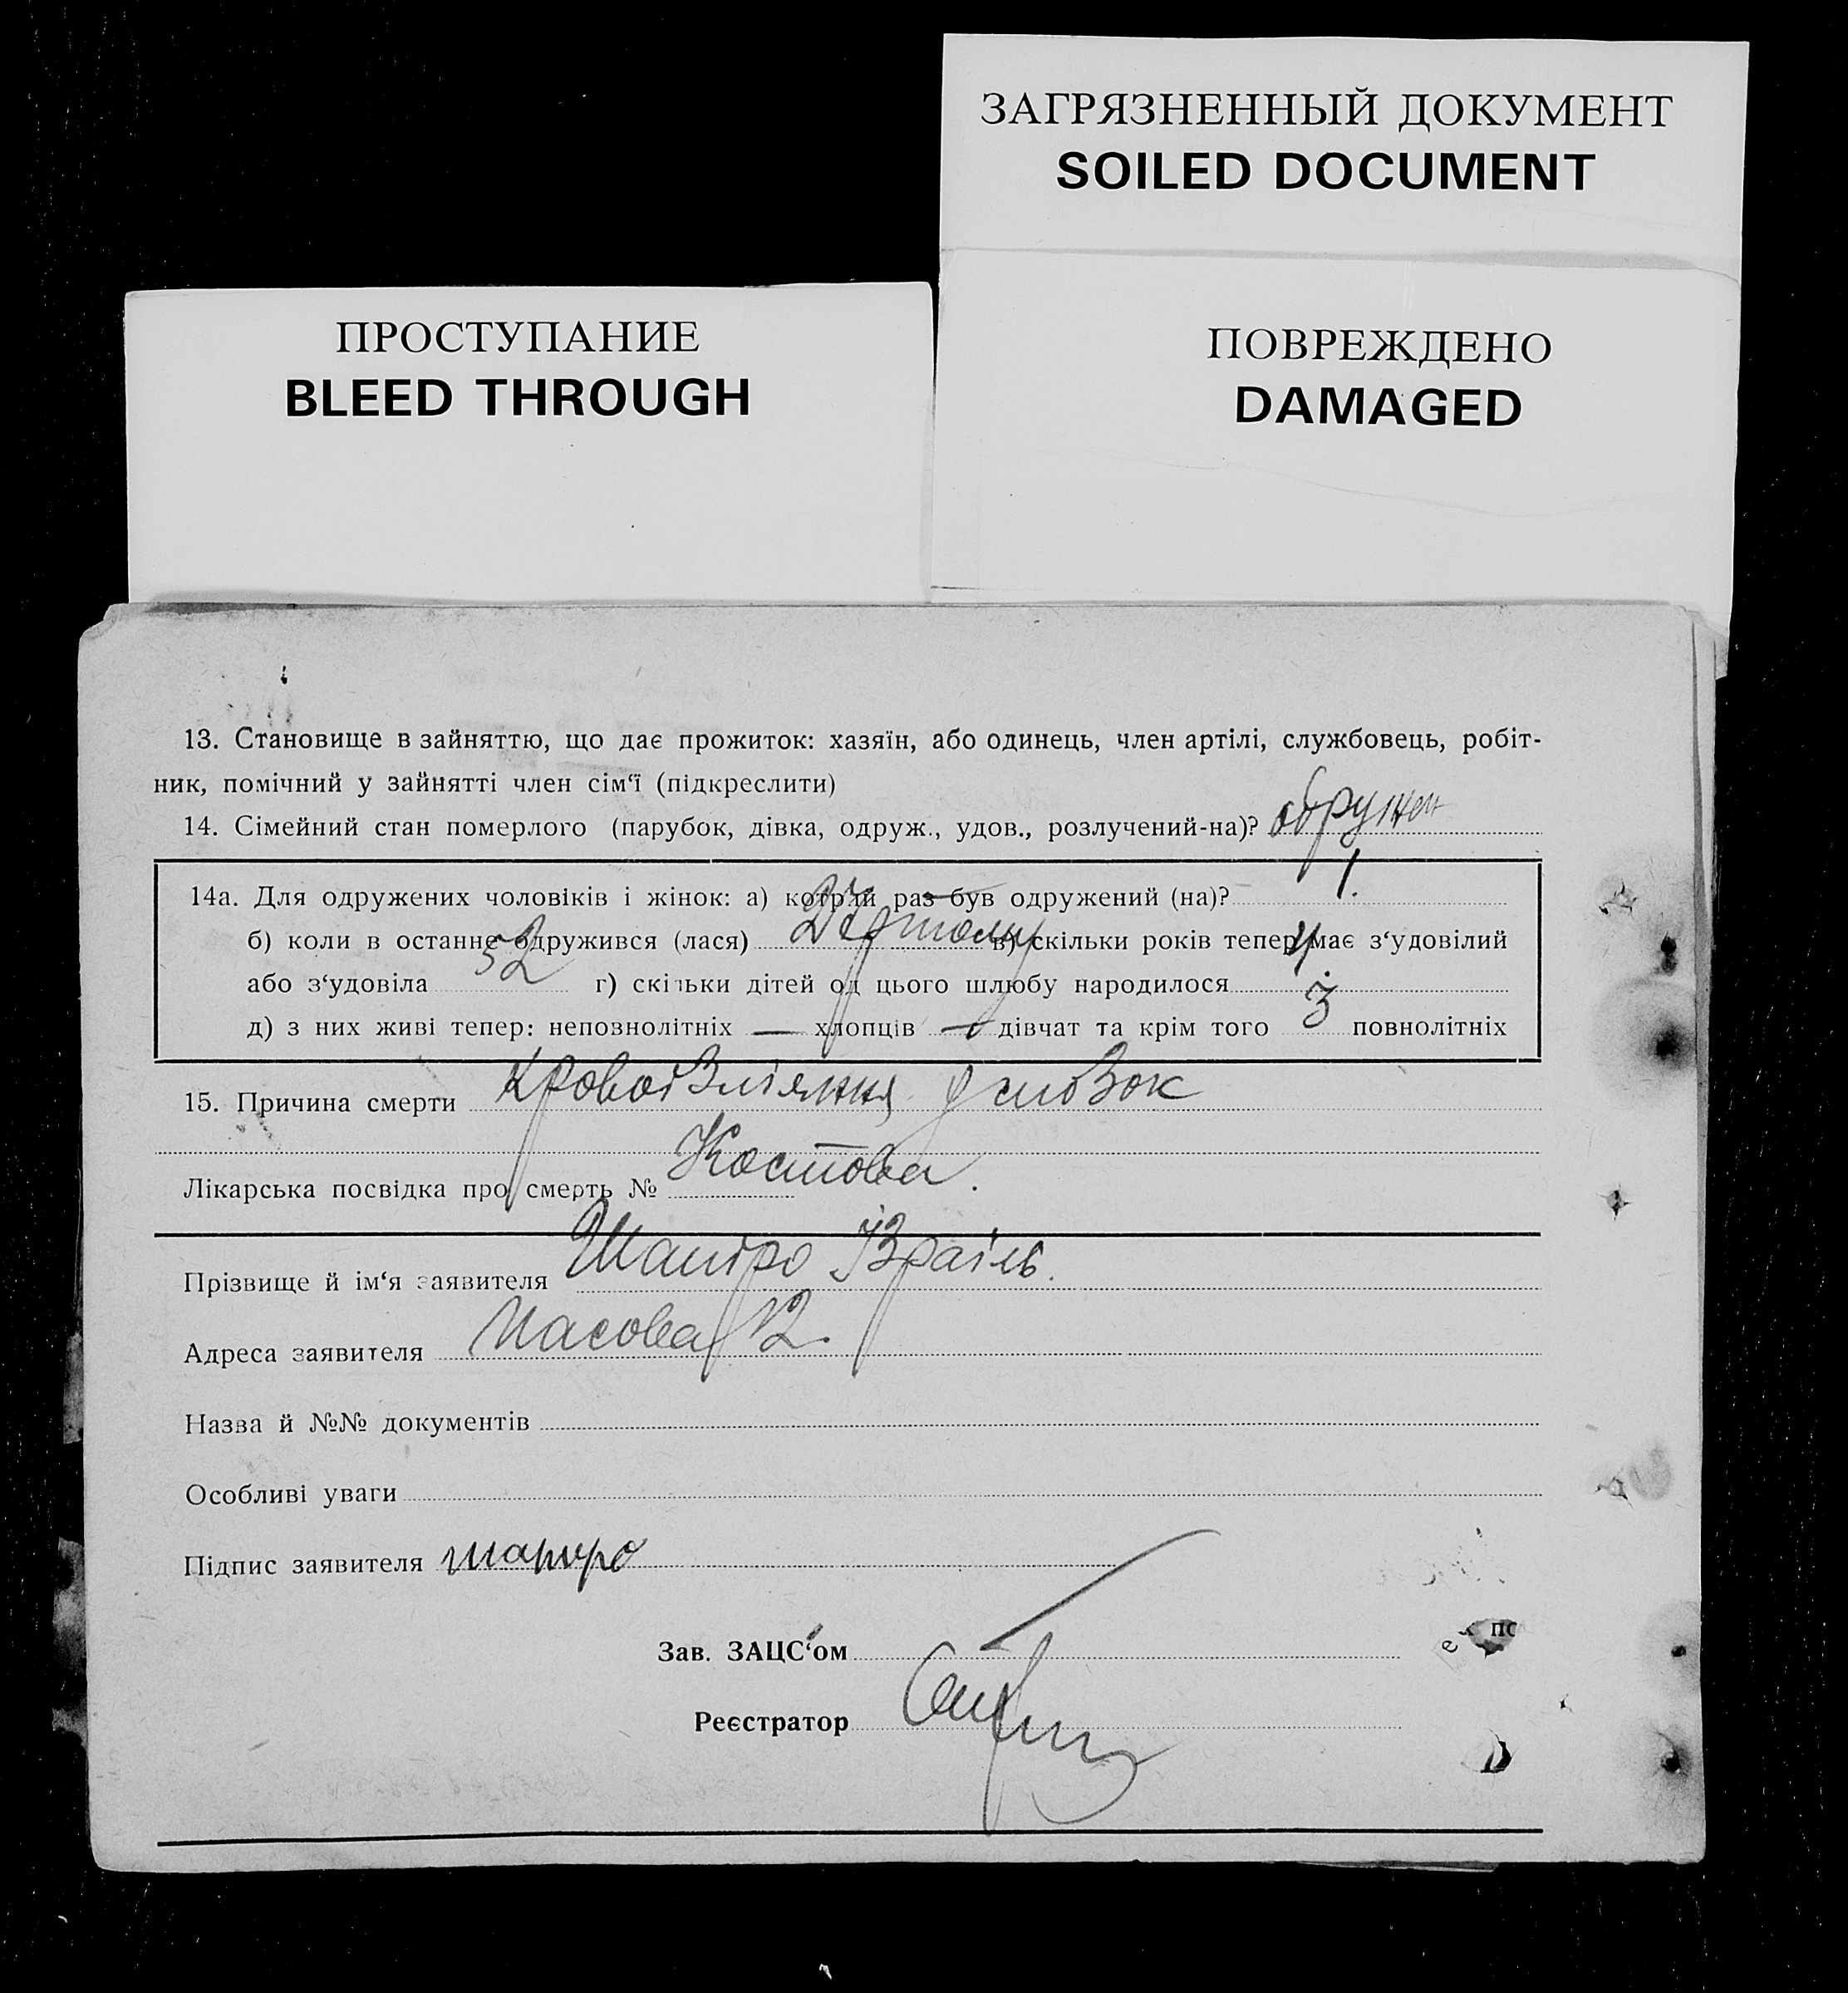 ЗАГРЯЗНЕННЫЙ ДОКУМЕНТ
SOILED DOCUMENT
ПРОСТУПАНИЕ
BLEED THROUGH
ПОВРЕЖДЕНО
DAMAGED
13. Становище в зайняттю, що дає прожиток: хазяїн, або одинець, член артілі, службовець, робіт-
ник, помічний у зайнятті член сім‘ї (підкреслити)
14. Сімейний стан померлого (парубок, дівка, одруж., удов., розлучений-на)?
14а. Для одружених чоловіків і жінок: а) котрий раз був одружений (на)? 1.
б) коли в останнє одружився (лася) в) скільки років тепер має з‘удовілий
або з‘удовіла 52 г) скільки дітей од цього шлюбу народилося 4
д) з них живі тепер: неповнолітніх — хлопців — дівчат та крім того 3 повнолітніх
15. Причина смерти
Лікарська посвідка про смерть №
Прізвище й ім‘я заявителя Шапіро
Адреса заявителя 12
Назва й №№ документів
Особливі уваги
Підпис заявителя Шапиро
Зав. ЗАЦС‘ом
Реєстратор